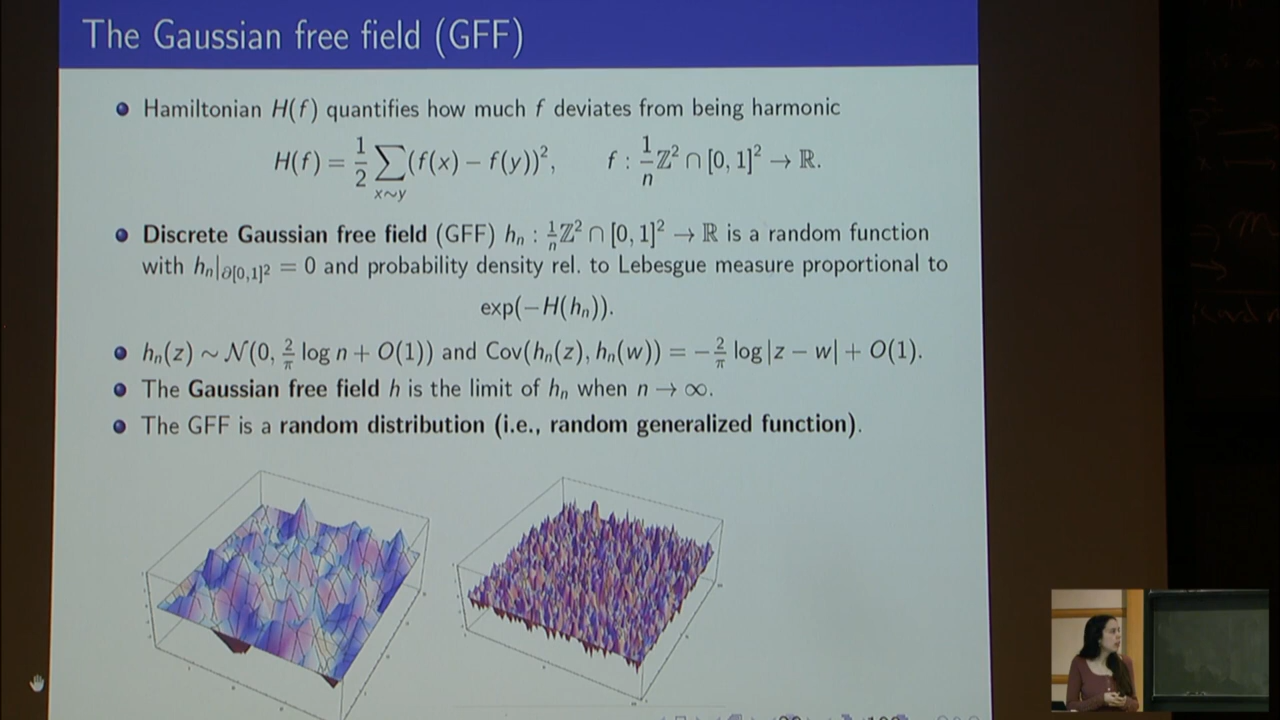 The Gaussian free field (GFF)
Hamiltonian H(f) quantifies how much f deviates from being harmonic
H(f) = 1/2 ∑_{x∼y} (f(x) − f(y))², f : 1/n ℤ² ∩ [0, 1]² → ℝ.
Discrete Gaussian free field (GFF) h_n : 1/n ℤ² ∩ [0, 1]² → ℝ is a random function
with h_n|_{∂[0,1]²} = 0 and probability density rel. to Lebesgue measure proportional to
exp(−H(h_n)).
h_n(z) ∼ 𝒩(0, 2/π log n + O(1)) and Cov(h_n(z), h_n(w)) = −2/π log |z − w| + O(1).
The Gaussian free field h is the limit of h_n when n → ∞.
The GFF is a random distribution (i.e., random generalized function).